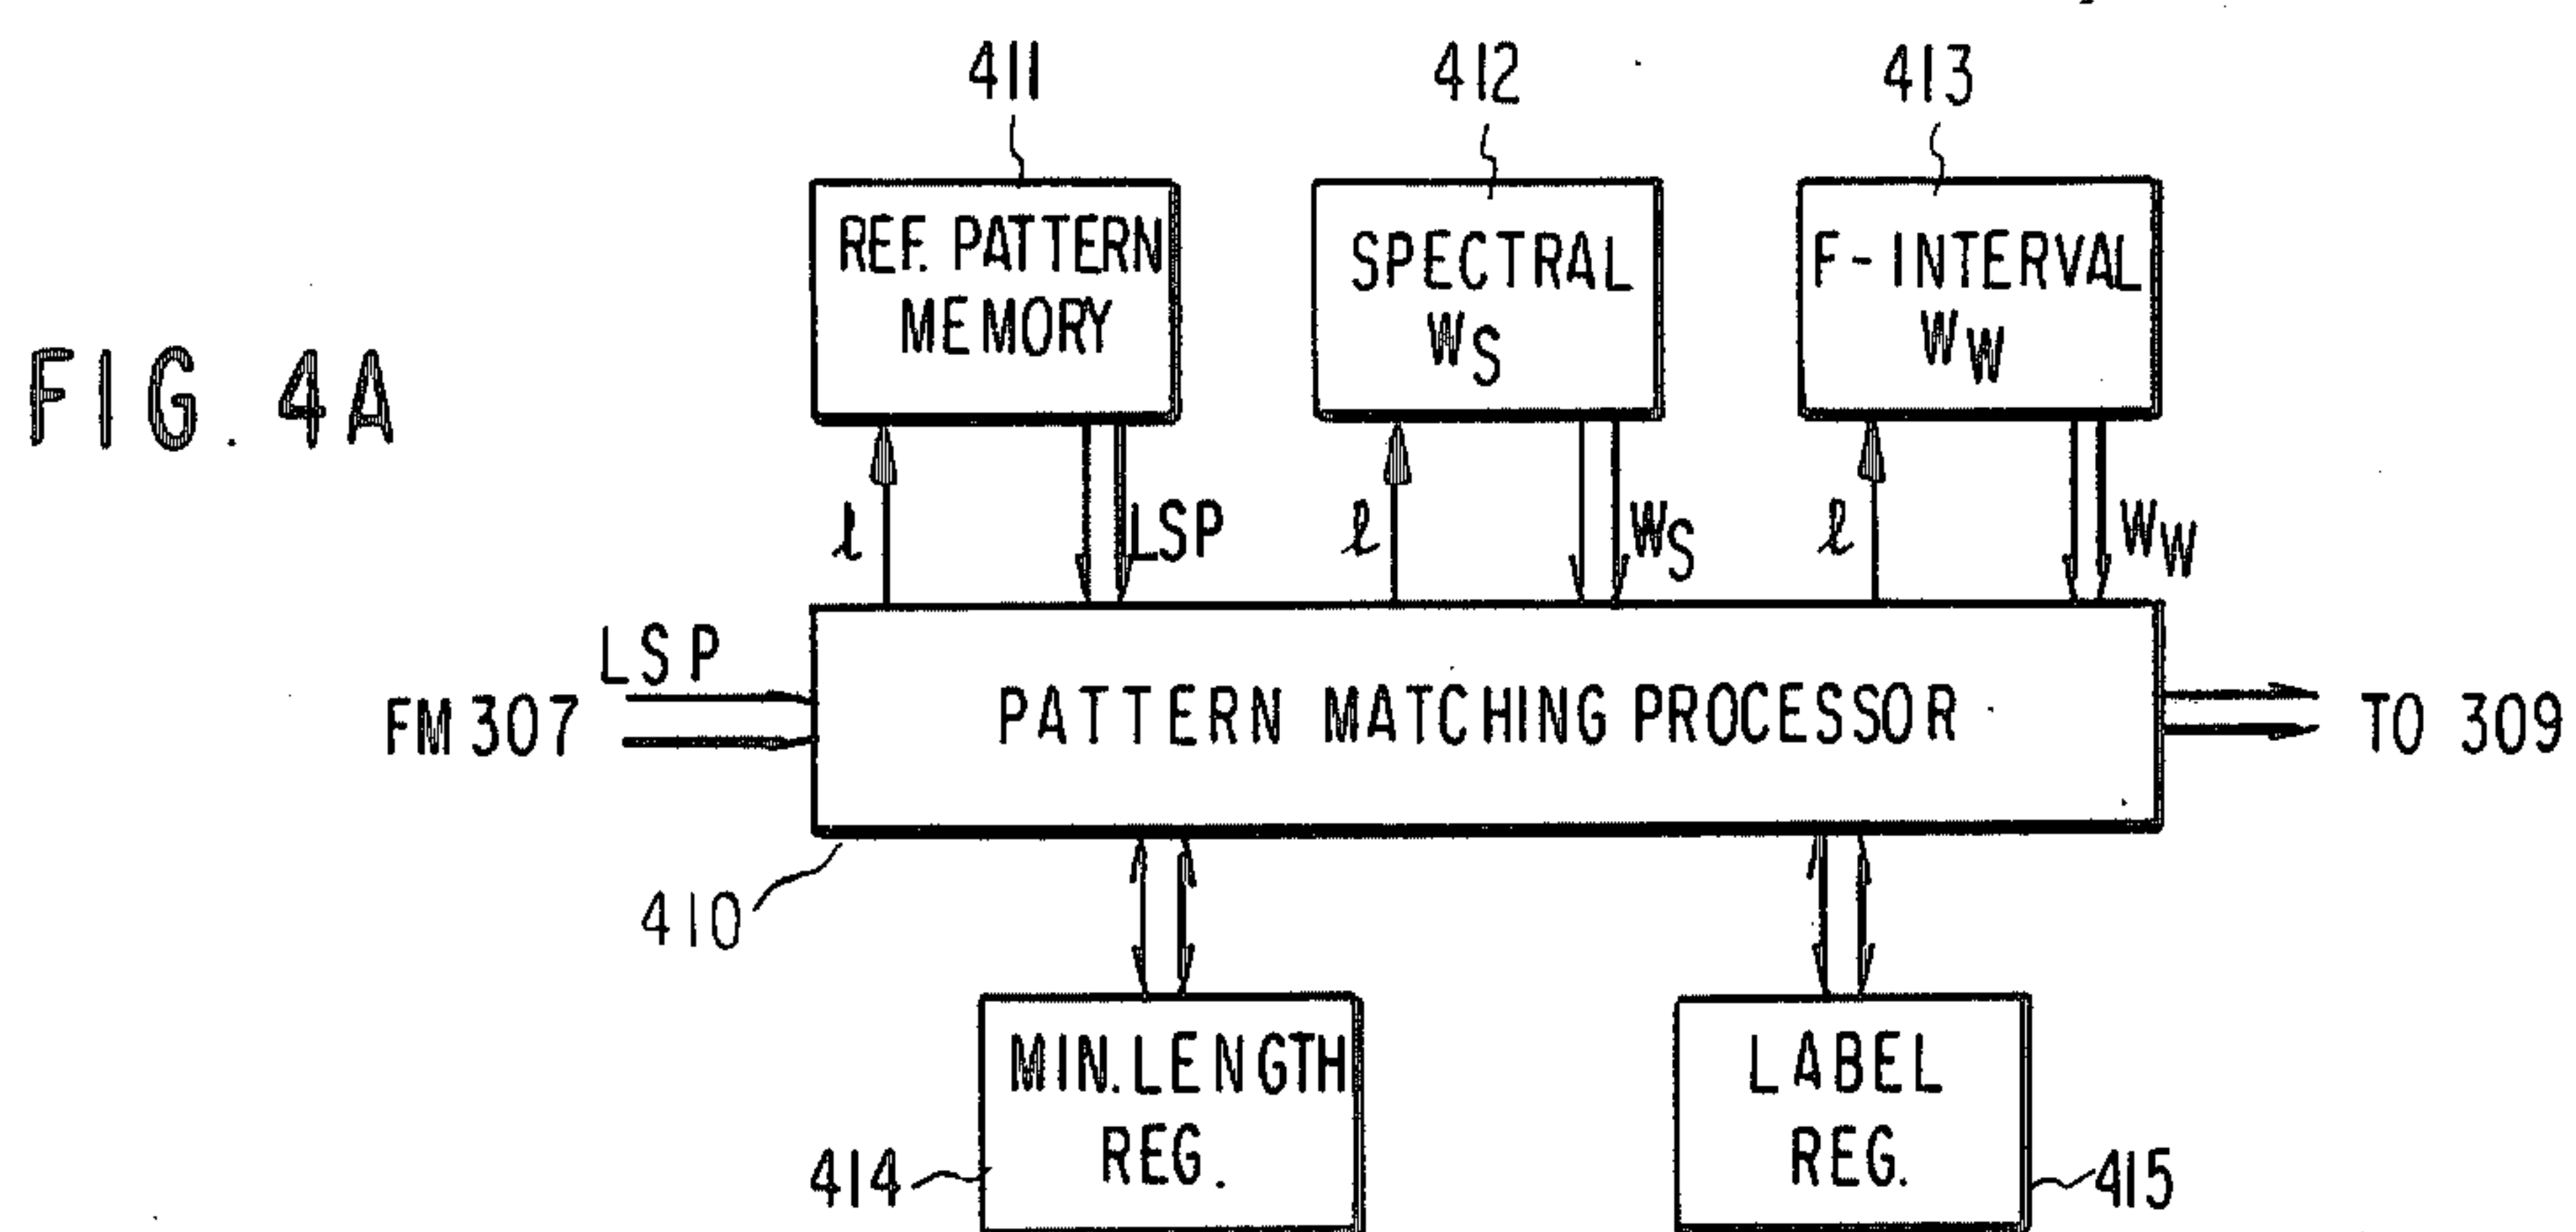 411
412
413
REF. PATTERN
MEMORY
SPECTRAL
WS
F-INTERVAL
WW
FIG. 4A
l
LSP
l
WS
l
WW
LSP
FM 307
PATTERN MATCHING PROCESSOR
TO 309
410
MIN. LENGTH
REG.
LABEL
REG.
414
415